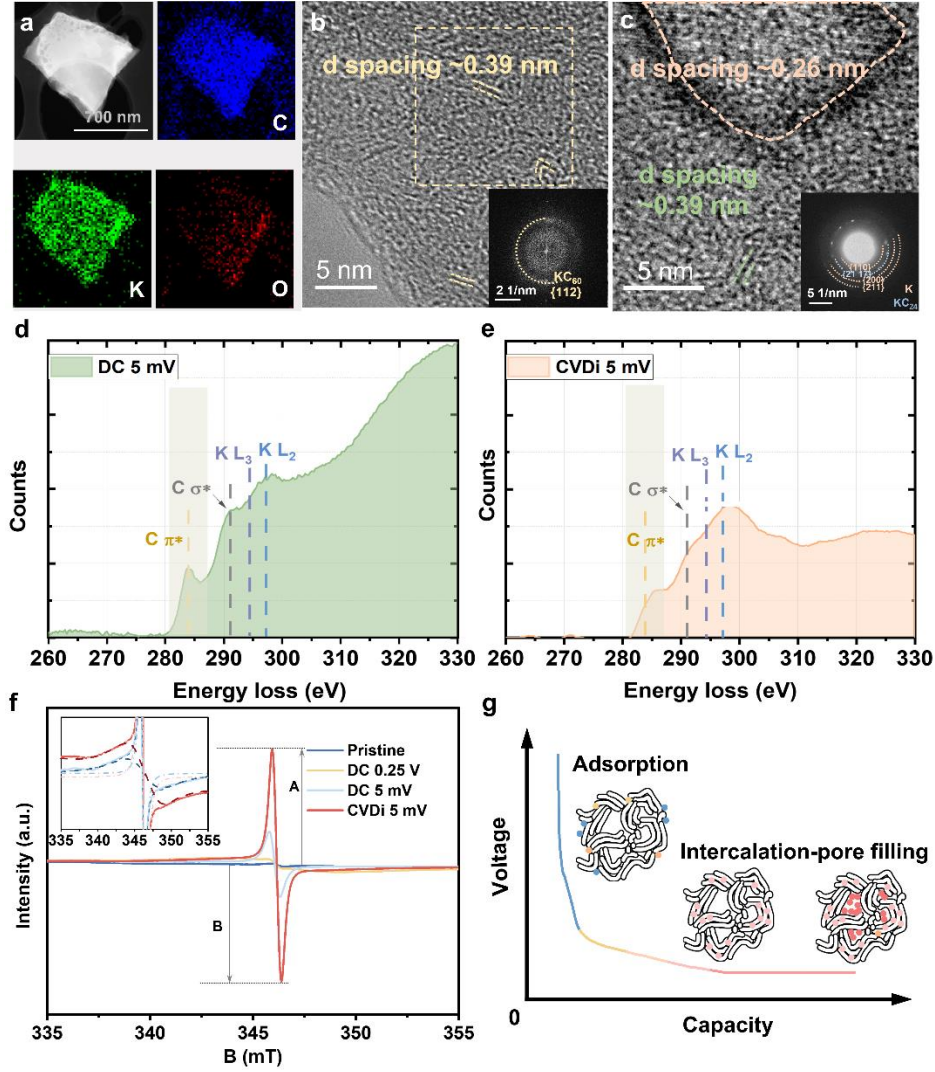 a
700 nm
C
K
O
b
d spacing ~0.39 nm
5 nm
2 1/nm
KC60
{112}
c
d spacing ~0.26 nm
d spacing
~0.39 nm
5 nm
5 1/nm
{110}
{200}
{211}
K
KC24
d
DC 5 mV
K L3
K L2
C σ*
C π*
Counts
260 270 280 290 300 310 320 330
Energy loss (eV)
e
CVDi 5 mV
K L3
K L2
C σ*
C π*
Counts
260 270 280 290 300 310 320 330
Energy loss (eV)
f
335 340 345 350 355
Pristine
DC 0.25 V
DC 5 mV
CVDi 5 mV
A
B
Intensity (a.u.)
335 340 345 350 355
B (mT)
g
Adsorption
Intercalation-pore filling
Voltage
0
Capacity